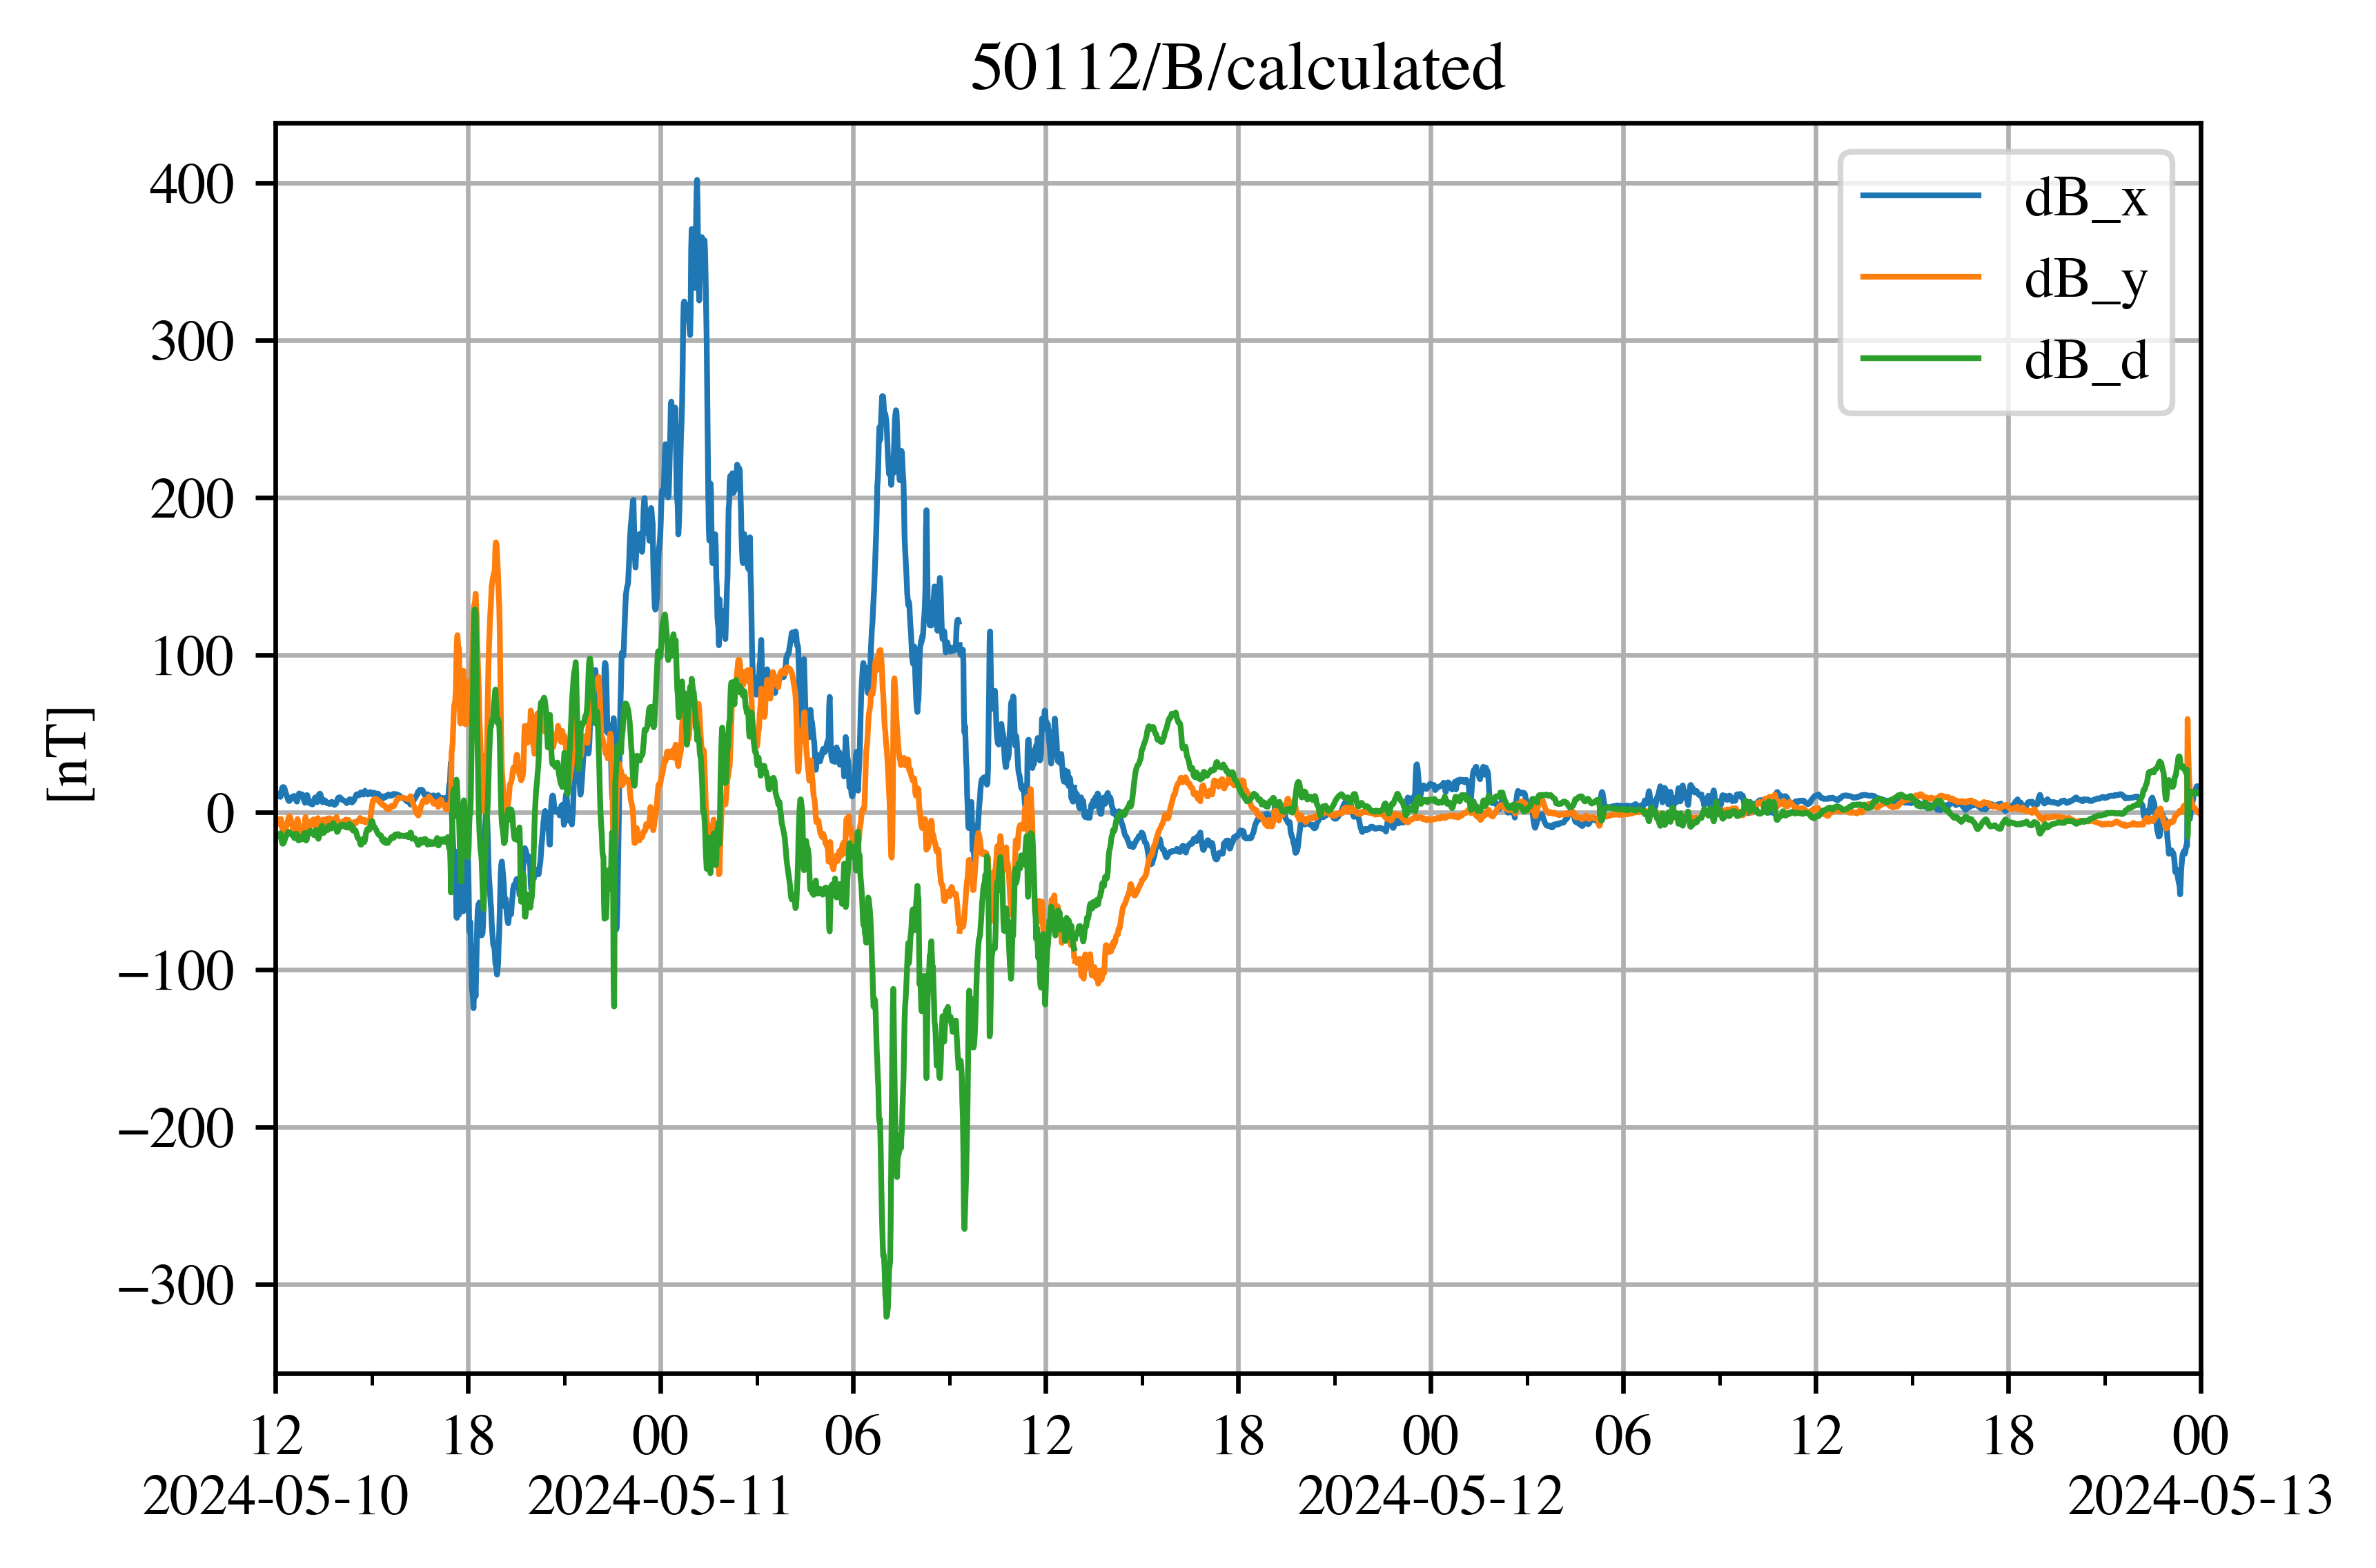 50112/B/calculated
400
300
200
100
0
−100
−200
−300
[nT]
dB_x
dB_y
dB_d
12 18 00 06 12 18 00 06 12 18 00
2024-05-10 2024-05-11 2024-05-12 2024-05-13